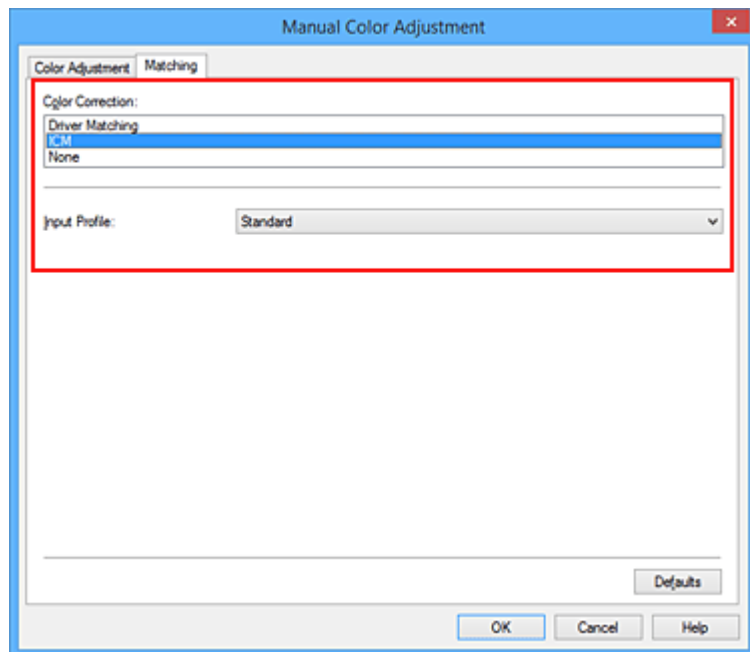 Manual Color Adjustment
Color Adjustment Matching
Color Correction:
Driver Matching
ICM
None
Input Profile: Standard
Defaults
OK Cancel Help